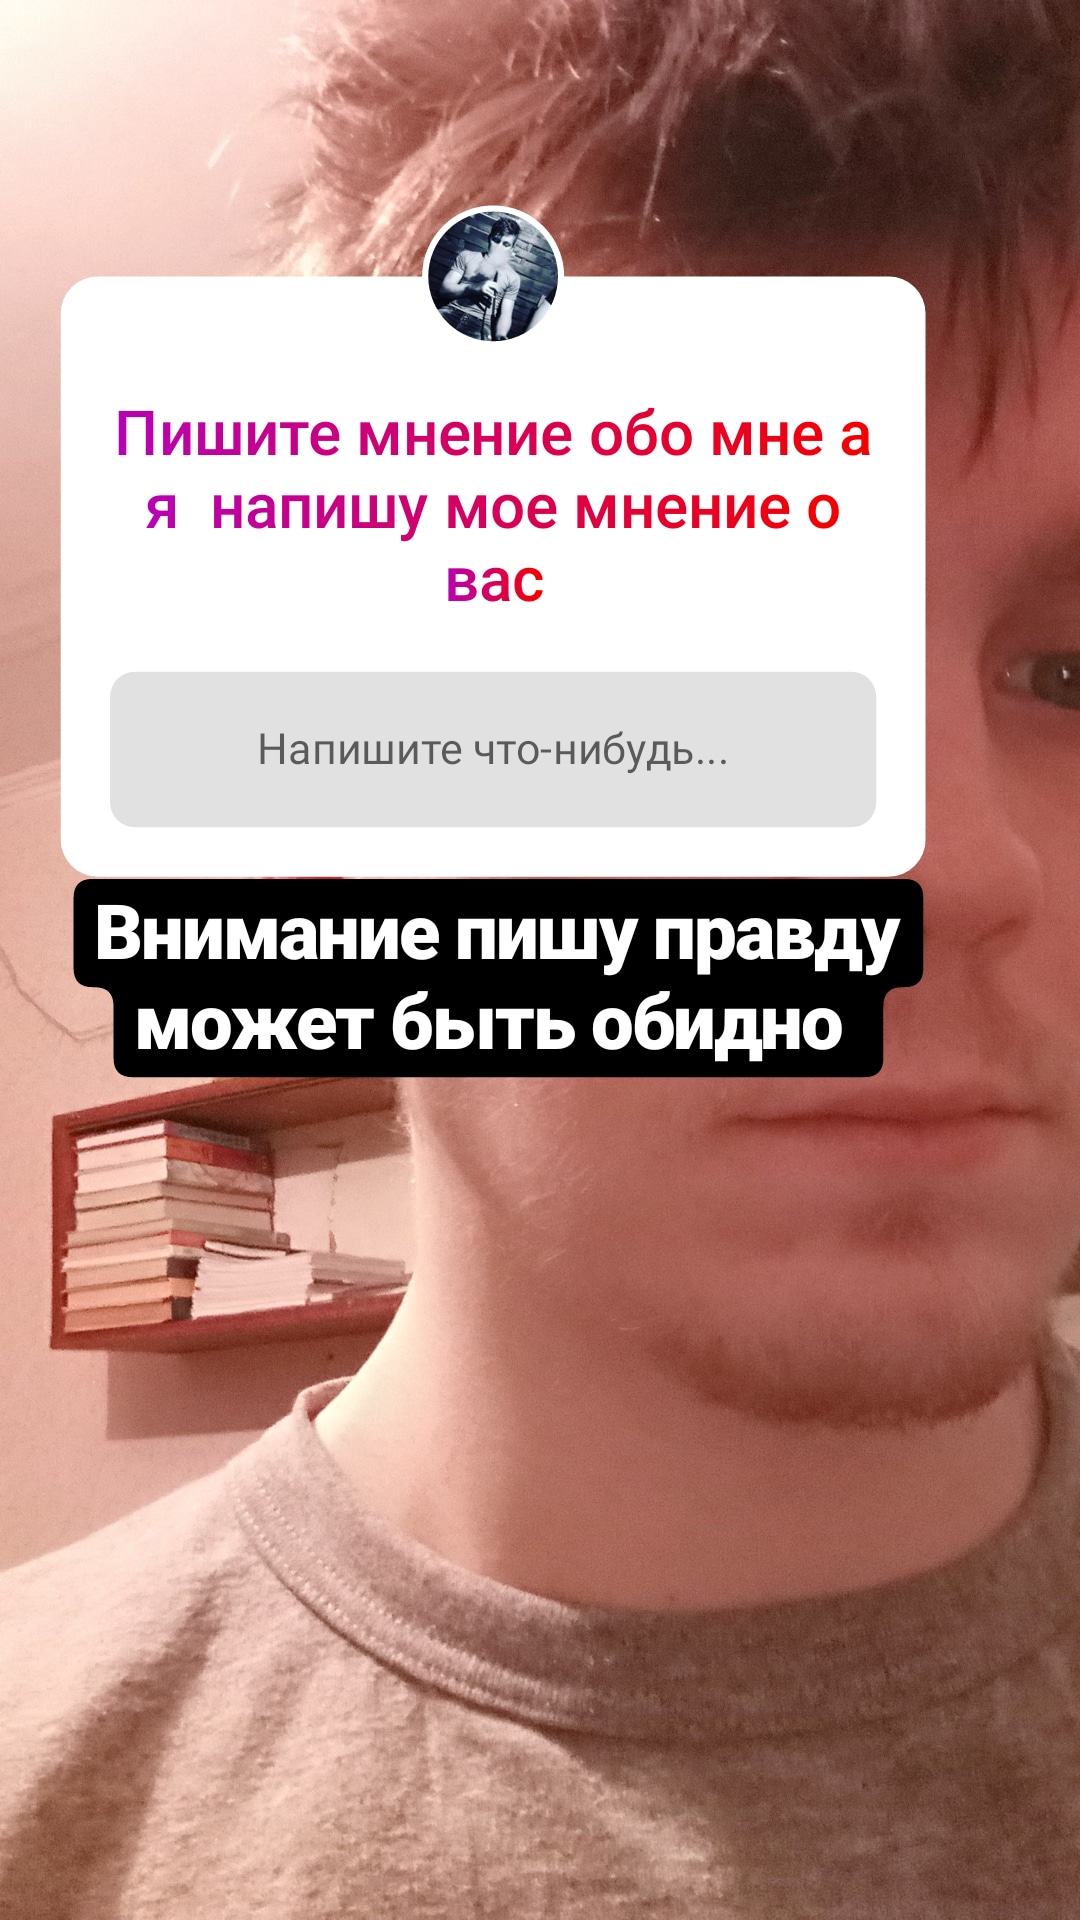 Пишите мнение обо мне а
я  напишу мое мнение о
вас
Напишите что-нибудь...
Внимание пишу правду
может быть обидно